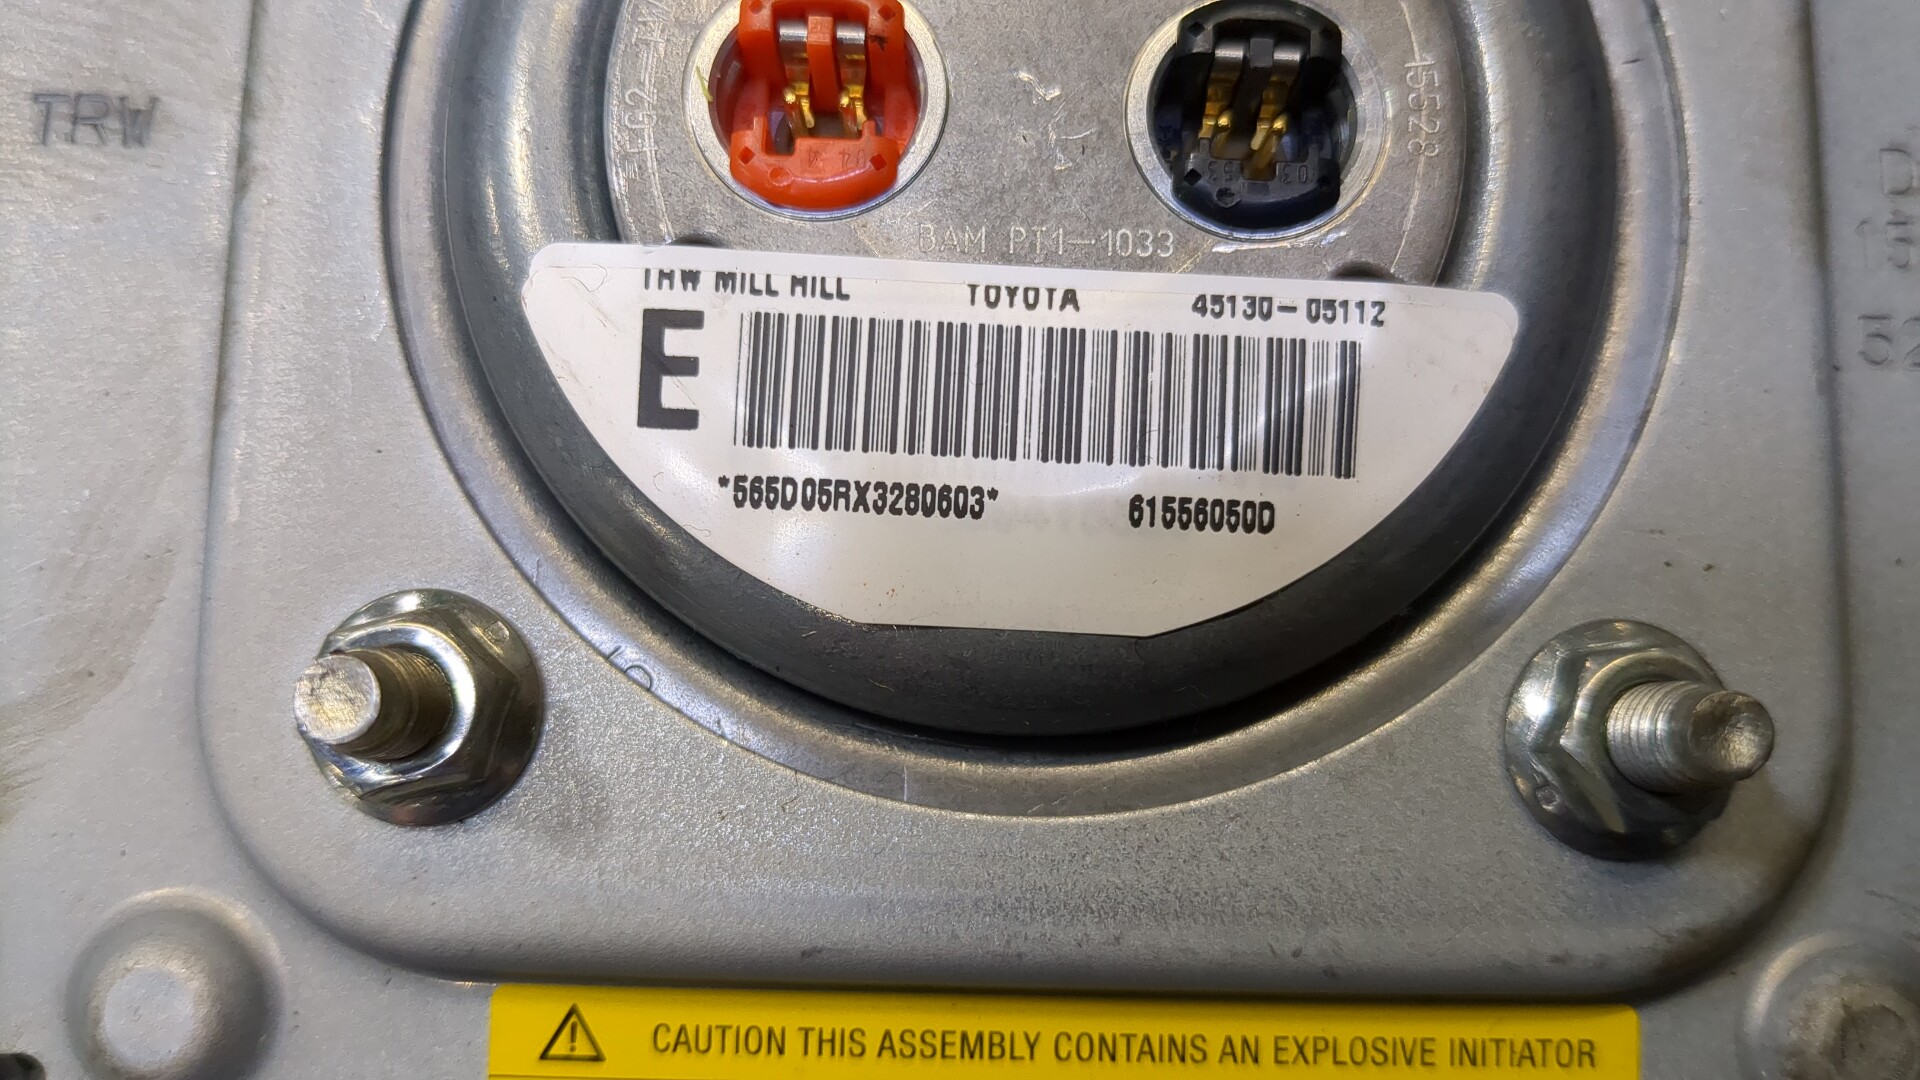 TRW
15528
BAM PT1-1033
TRW MILL HILL TOYOTA 45130-05112
E
*565D05RX3280603* 61556050D
CAUTION THIS ASSEMBLY CONTAINS AN EXPLOSIVE INITIATOR